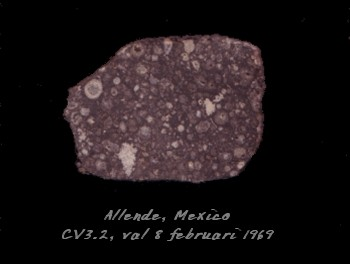 Allende, Mexico
CV3.2, val 8 februari 1969